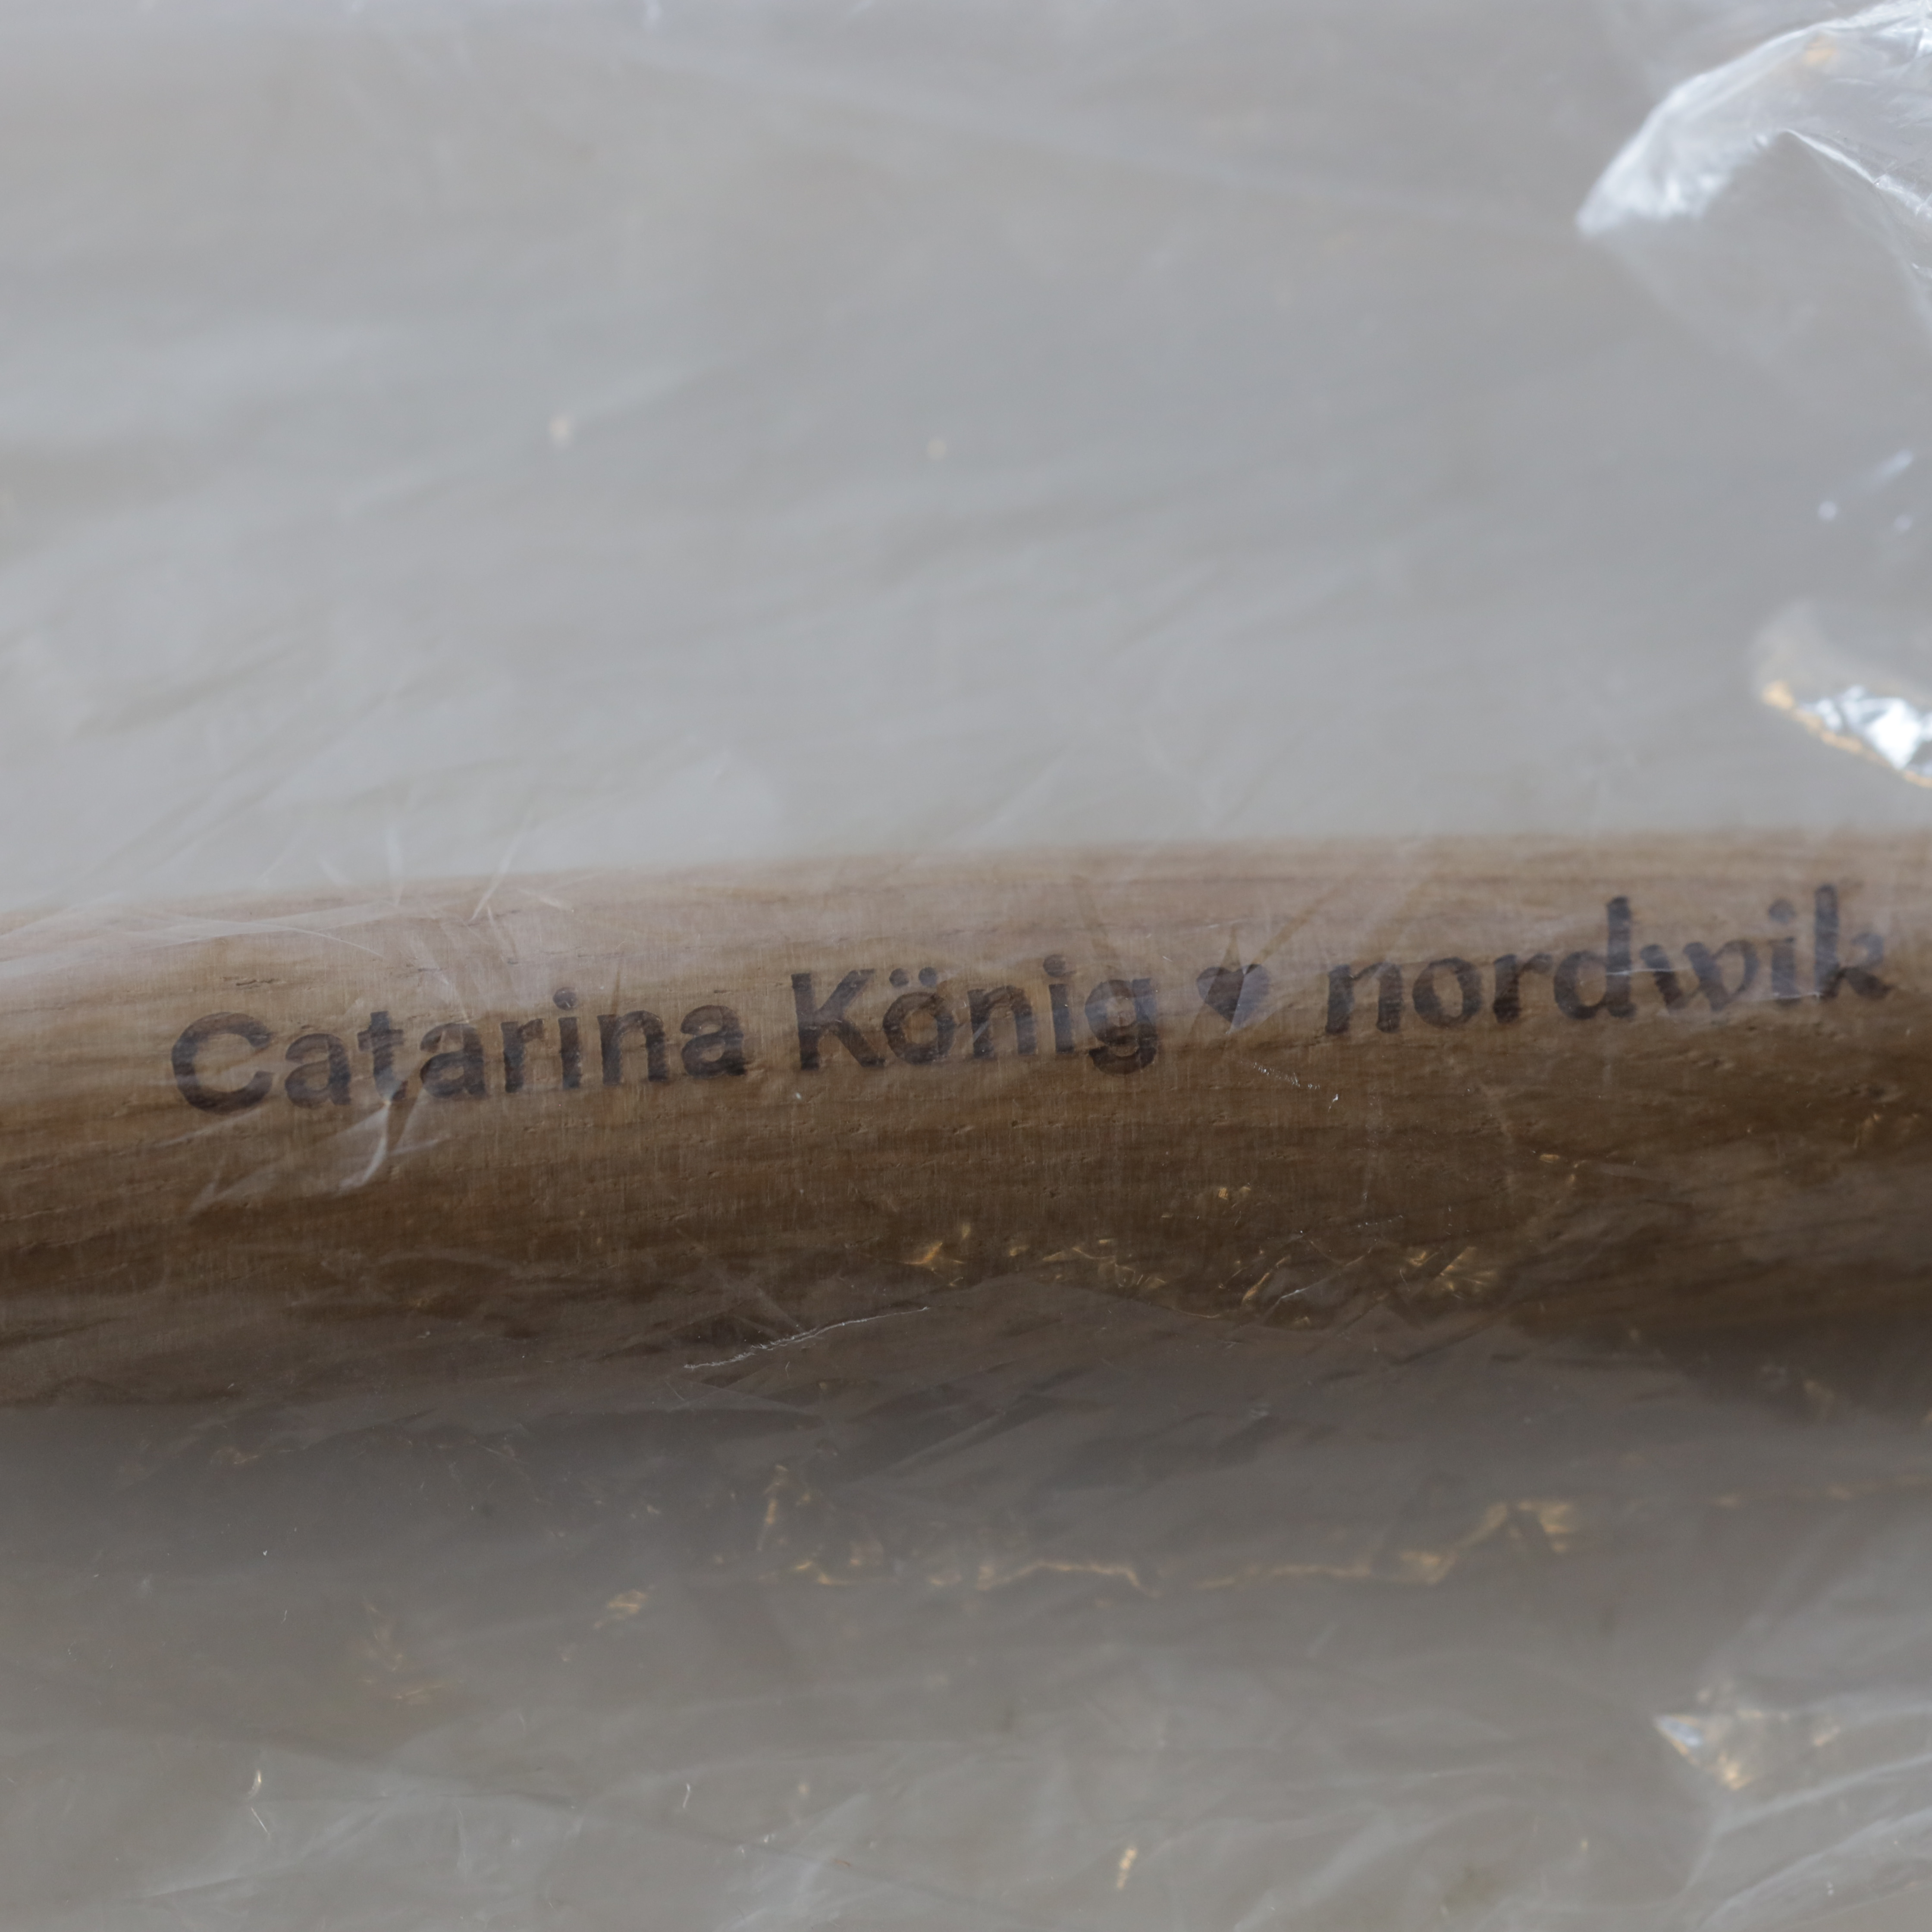 Catarina König ♥ nordwik